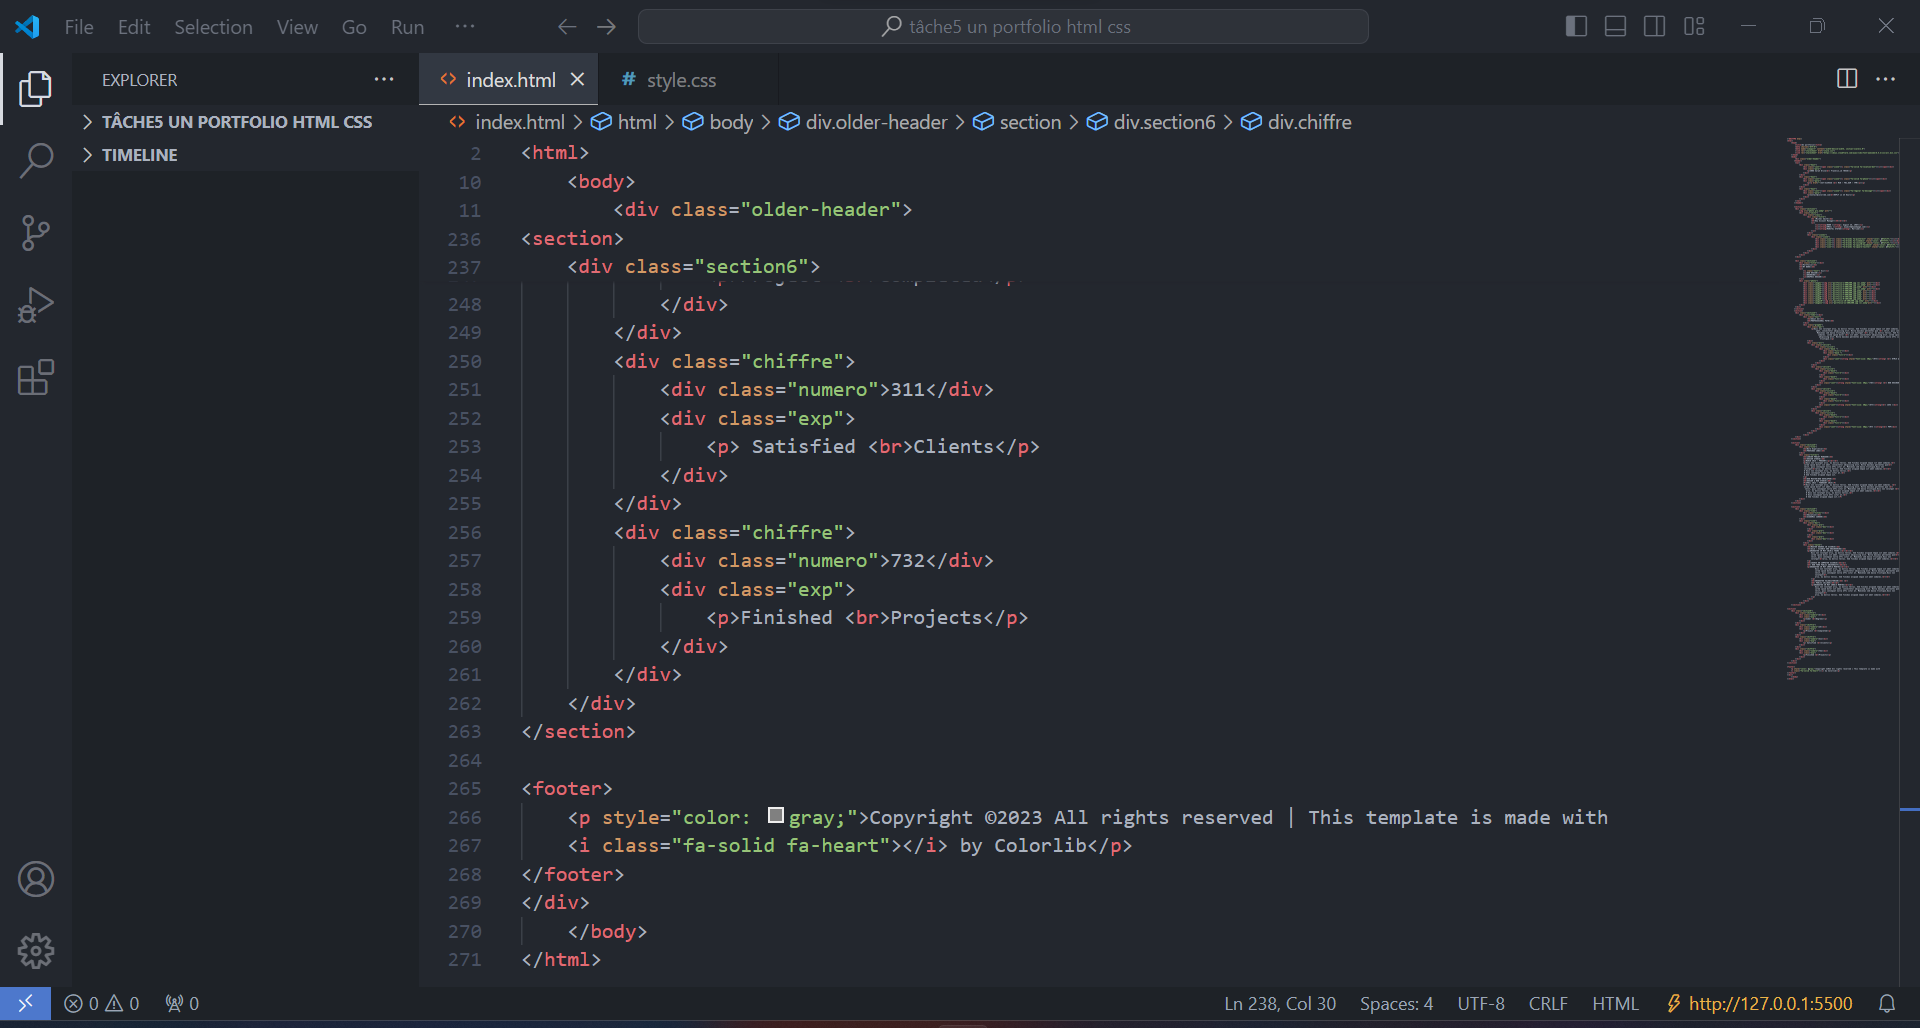 File Edit Selection View Go Run ··· tâche5 un portfolio html css
EXPLORER ···
TÂCHE5 UN PORTFOLIO HTML CSS
TIMELINE
index.html # style.css
index.html > html > body > div.older-header > section > div.section6 > div.chiffre
2 <html>
10 <body>
11 <div class="older-header">
236 <section>
237 <div class="section6">
248 </div>
249 </div>
250 <div class="chiffre">
251 <div class="numero">311</div>
252 <div class="exp">
253 <p> Satisfied <br>Clients</p>
254 </div>
255 </div>
256 <div class="chiffre">
257 <div class="numero">732</div>
258 <div class="exp">
259 <p>Finished <br>Projects</p>
260 </div>
261 </div>
262 </div>
263 </section>
264
265 <footer>
266 <p style="color: gray;">Copyright ©2023 All rights reserved | This template is made with
267 <i class="fa-solid fa-heart"></i> by Colorlib</p>
268 </footer>
269 </div>
270 </body>
271 </html>
0 0 0 Ln 238, Col 30 Spaces: 4 UTF-8 CRLF HTML http://127.0.0.1:5500